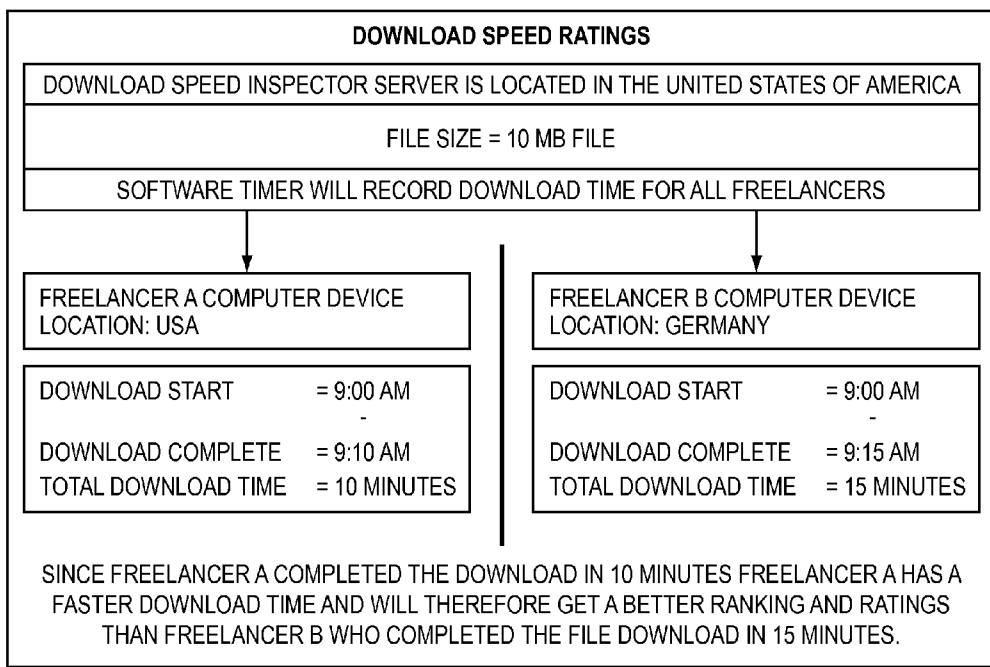 DOWNLOAD SPEED RATINGS
DOWNLOAD SPEED INSPECTOR SERVER IS LOCATED IN THE UNITED STATES OF AMERICA
FILE SIZE = 10 MB FILE
SOFTWARE TIMER WILL RECORD DOWNLOAD TIME FOR ALL FREELANCERS
FREELANCER A COMPUTER DEVICE
LOCATION: USA
DOWNLOAD START = 9:00 AM
-
DOWNLOAD COMPLETE = 9:10 AM
TOTAL DOWNLOAD TIME = 10 MINUTES
FREELANCER B COMPUTER DEVICE
LOCATION: GERMANY
DOWNLOAD START = 9:00 AM
-
DOWNLOAD COMPLETE = 9:15 AM
TOTAL DOWNLOAD TIME = 15 MINUTES
SINCE FREELANCER A COMPLETED THE DOWNLOAD IN 10 MINUTES FREELANCER A HAS A
FASTER DOWNLOAD TIME AND WILL THEREFORE GET A BETTER RANKING AND RATINGS
THAN FREELANCER B WHO COMPLETED THE FILE DOWNLOAD IN 15 MINUTES.